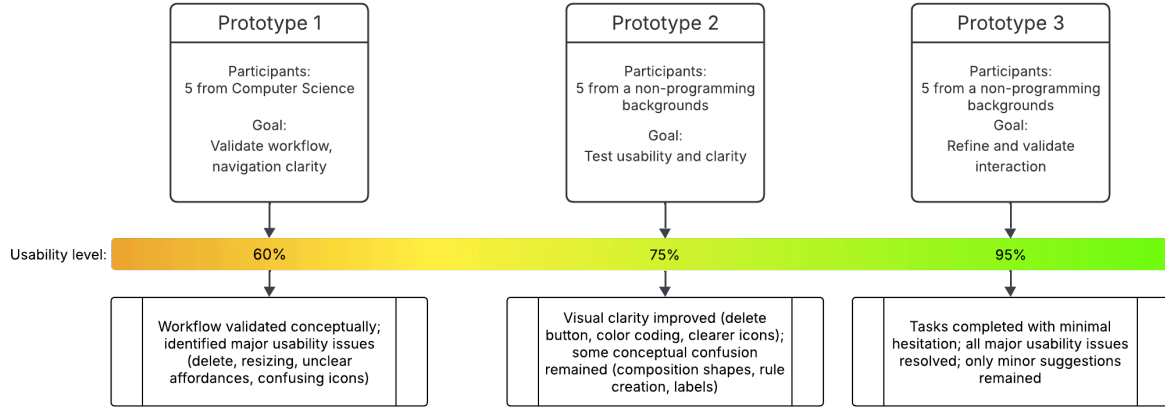 Prototype 1
Participants:
5 from Computer Science
Goal:
Validate workflow,
navigation clarity
Prototype 2
Participants:
5 from a non-programming
backgrounds
Goal:
Test usability and clarity
Prototype 3
Participants:
5 from a non-programming
backgrounds
Goal:
Refine and validate
interaction
Usability level:
60%
75%
95%
Workflow validated conceptually;
identified major usability issues
(delete, resizing, unclear
affordances, confusing icons)
Visual clarity improved (delete
button, color coding, clearer icons);
some conceptual confusion
remained (composition shapes, rule
creation, labels)
Tasks completed with minimal
hesitation; all major usability issues
resolved; only minor suggestions
remained